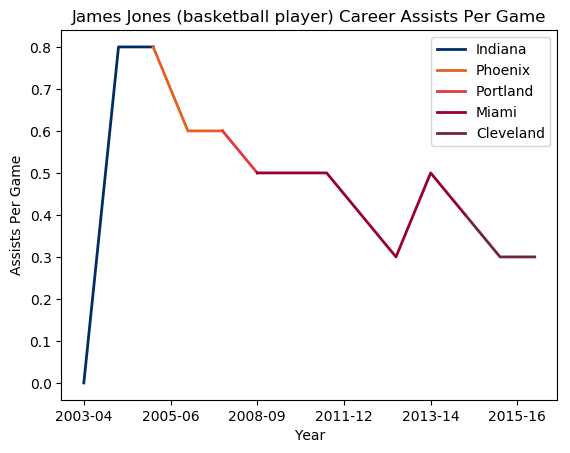 James Jones (basketball player) Career Assists Per Game
Indiana
Phoenix
Portland
Miami
Cleveland
0.8
0.7
0.6
0.5
0.4
0.3
0.2
0.1
0.0
Assists Per Game
2003-04 2005-06 2008-09 2011-12 2013-14 2015-16
Year